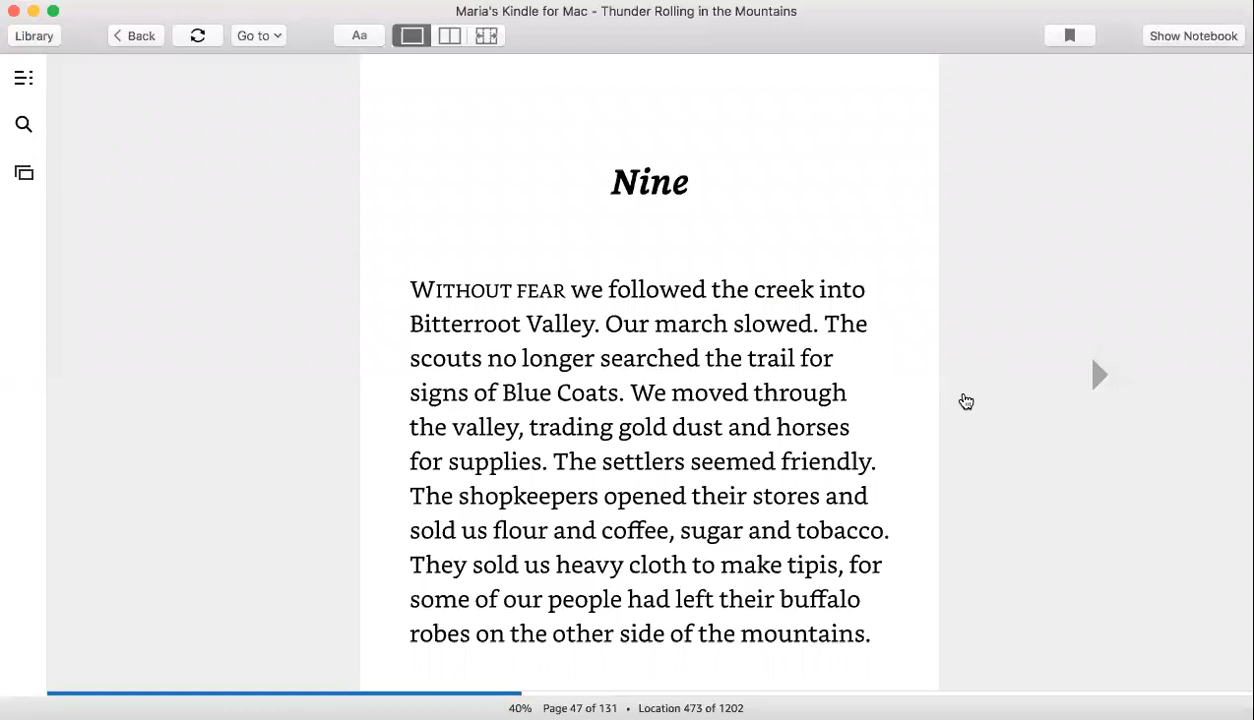 Maria's Kindle for Mac - Thunder Rolling in the Mountains
Library
Back
Go to
Aa
Show Notebook
Nine
WITHOUT FEAR we followed the creek into
Bitterroot Valley. Our march slowed. The
scouts no longer searched the trail for
signs of Blue Coats. We moved through
the valley, trading gold dust and horses
for supplies. The settlers seemed friendly.
The shopkeepers opened their stores and
sold us flour and coffee, sugar and tobacco.
They sold us heavy cloth to make tipis, for
some of our people had left their buffalo
robes on the other side of the mountains.
40% Page 47 of 131 • Location 473 of 1202